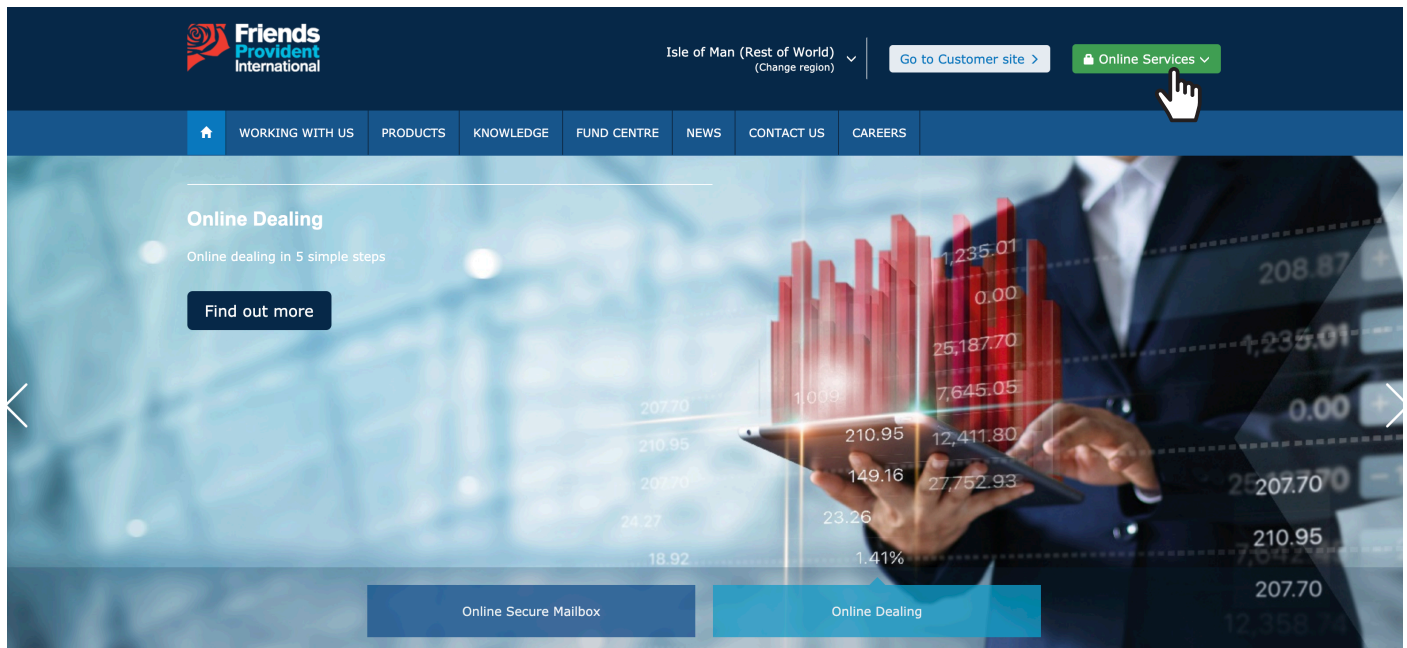 Friends
Provident
International
Isle of Man (Rest of World)
(Change region)
Go to Customer site >
Online Services
WORKING WITH US
PRODUCTS
KNOWLEDGE
FUND CENTRE
NEWS
CONTACT US
CAREERS
Online Dealing
Online dealing in 5 simple steps
Find out more
1,235.01
0.00
25,187.70
7,645.05
12,411.80
27,752.93
1,009
207.70
210.95
207.70
24.27
18.92
210.95
149.16
23.26
1.41%
208.87
1,235.01
0.00
207.70
210.95
207.70
12,358.74
Online Secure Mailbox
Online Dealing